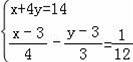 x+4y=14
x-3/4 - y-3/3 = 1/12